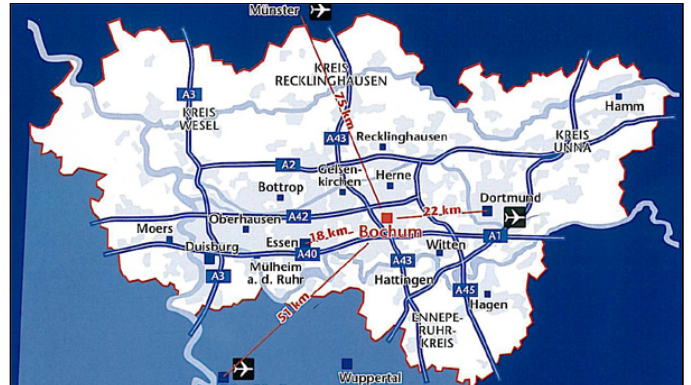 Münster
KREIS
RECKLINGHAUSEN
A3
KREIS
WESEL
75 km
Hamm
A43
Recklinghausen
KREIS
UNNA
A2
Gelsen-
kirchen
Herne
Bottrop
Dortmund
22 km
A42
Oberhausen
Bochum
Moers
18 km
Essen
A1
Duisburg
A40
Witten
Mülheim
a. d. Ruhr
A43
A3
Hattingen
A45
Hagen
51 km
ENNEPE-
RUHR-
KREIS
Wuppertal